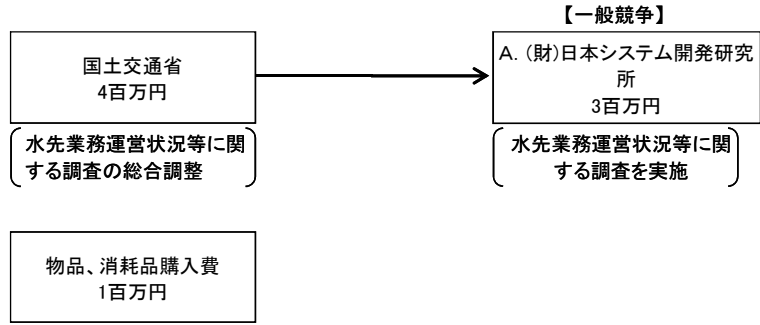 【一般競争】
国土交通省
4百万円
A. (財)日本システム開発研究
所
3百万円
水先業務運営状況等に関
する調査の総合調整
水先業務運営状況等に関
する調査を実施
物品、消耗品購入費
1百万円